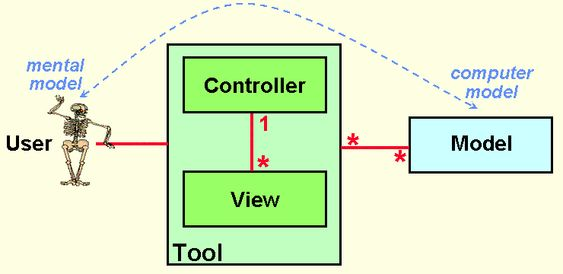 mental
model
computer
model
Controller
User
1
*
*
*
Model
View
Tool